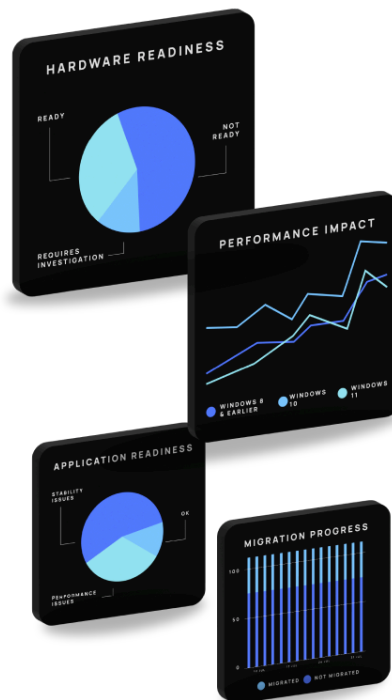 HARDWARE READINESS
READY
NOT
READY
REQUIRES
INVESTIGATION
PERFORMANCE IMPACT
WINDOWS 8
& EARLIER
WINDOWS
10
WINDOWS
11
APPLICATION READINESS
STABILITY
ISSUES
OK
PERFORMANCE
ISSUES
MIGRATION PROGRESS
100
50
0
MIGRATED
NOT MIGRATED